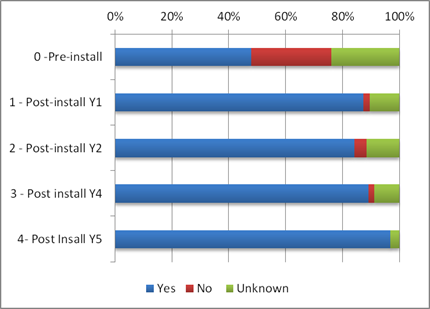 0% 20% 40% 60% 80% 100%
0 -Pre-install
1 - Post-install Y1
2 - Post-install Y2
3 - Post install Y4
4- Post Insall Y5
Yes No Unknown